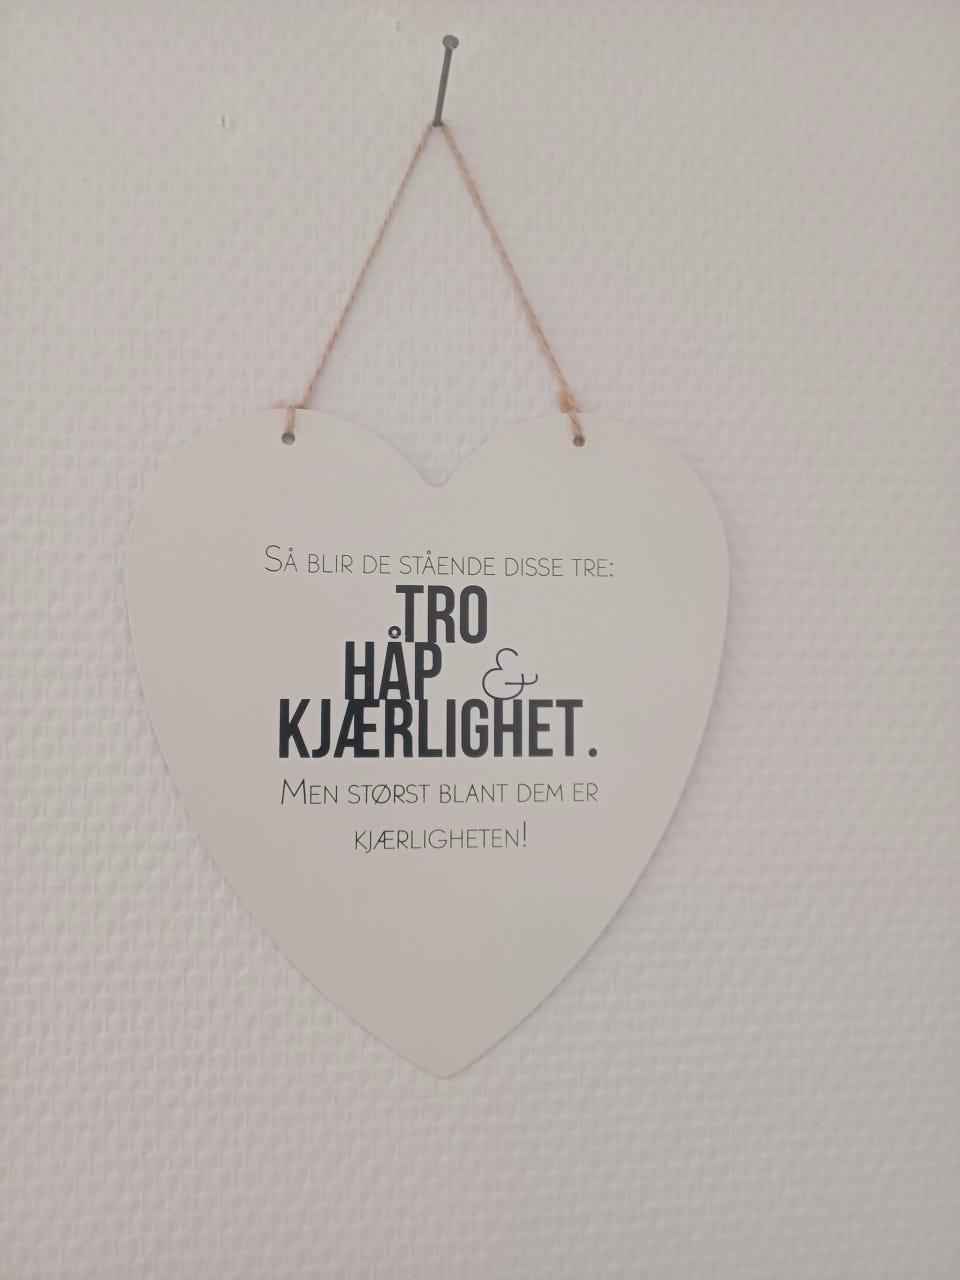 Så blir de stående disse tre:
TRO
HÅP &
KJÆRLIGHET.
Men størst blant dem er
kjærligheten!